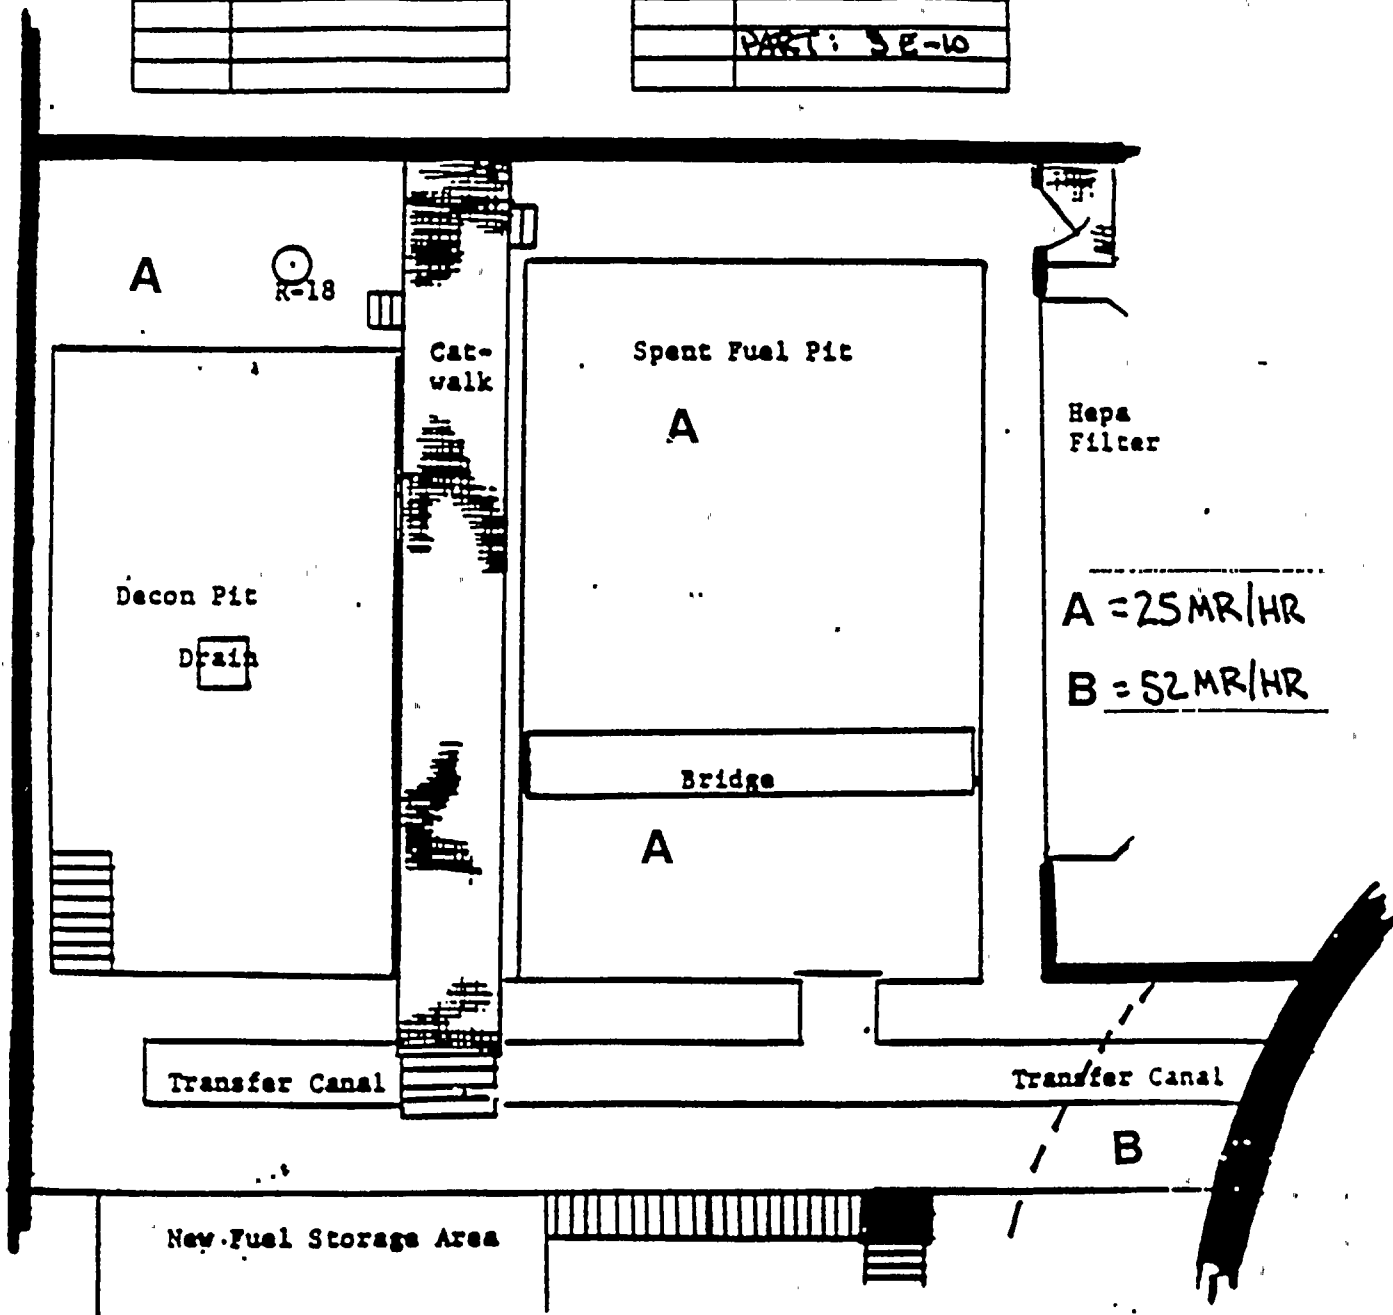 PART: 3 E-10
A
R-18
Cat-
walk
Spent Fuel Pit
A
Hepa
Filter
Decon Pit
Drain
A = 25 MR/HR
B = 52 MR/HR
Bridge
A
Transfer Canal
Transfer Canal
B
New Fuel Storage Area